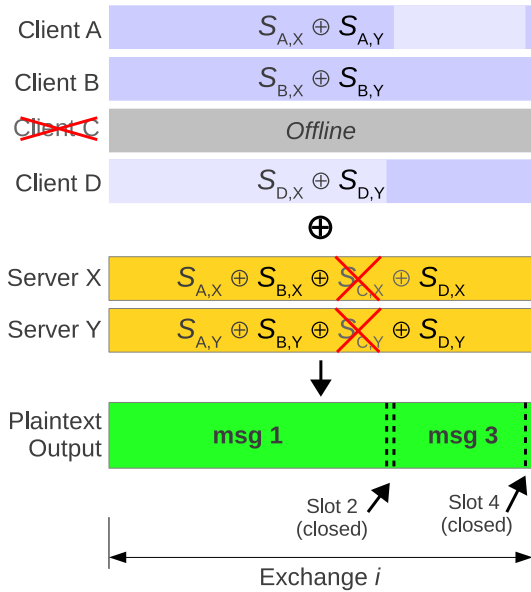 Client A S_A,X ⊕ S_A,Y
Client B S_B,X ⊕ S_B,Y
Client C Offline
Client D S_D,X ⊕ S_D,Y
⊕
Server X S_A,X ⊕ S_B,X ⊕ S_C,X ⊕ S_D,X
Server Y S_A,Y ⊕ S_B,Y ⊕ S_C,Y ⊕ S_D,Y
Plaintext
Output
msg 1 msg 3
Slot 2
(closed)
Slot 4
(closed)
Exchange i